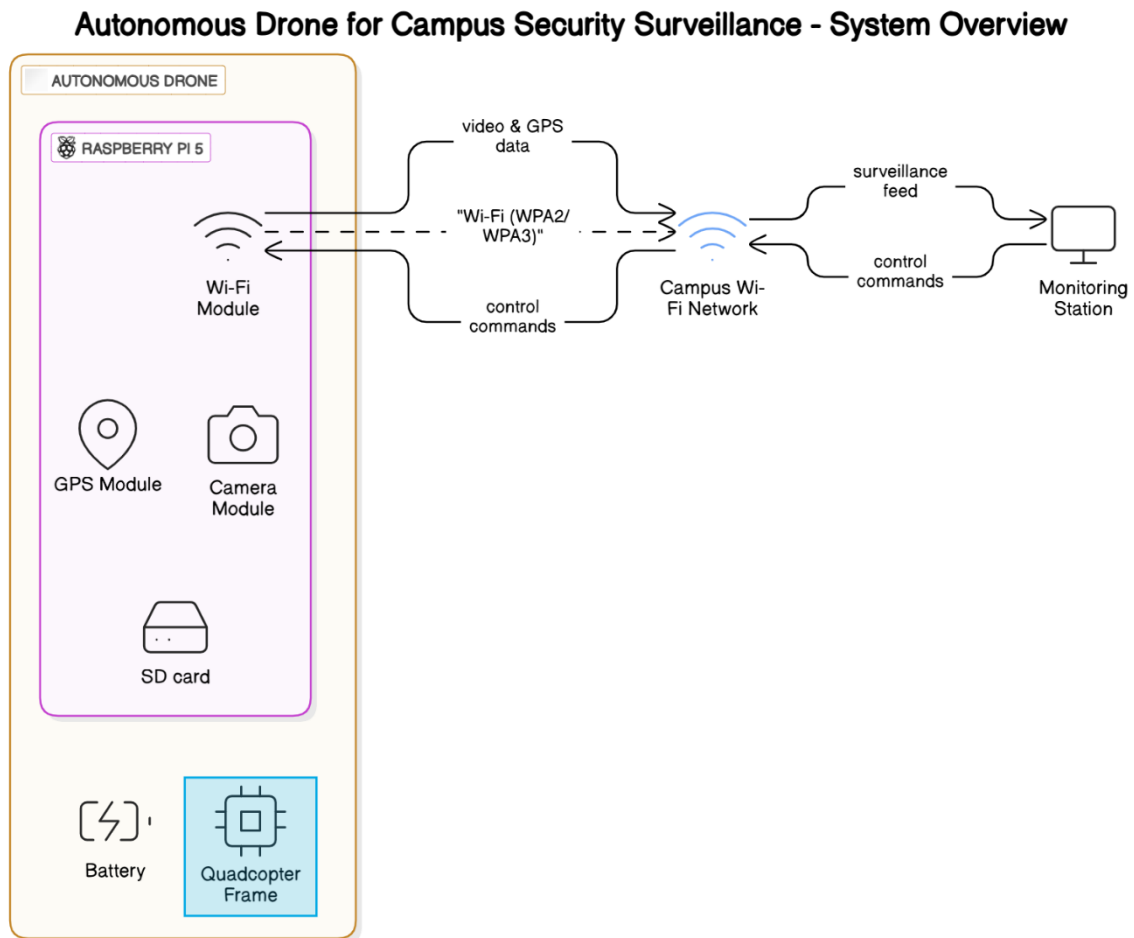 Autonomous Drone for Campus Security Surveillance - System Overview
AUTONOMOUS DRONE
RASPBERRY PI 5
video & GPS
data
surveillance
feed
"Wi-Fi (WPA2/
WPA3)"
Wi-Fi
Module
control
commands
Campus Wi-
Fi Network
control
commands
Monitoring
Station
GPS Module
Camera
Module
SD card
Battery
Quadcopter
Frame